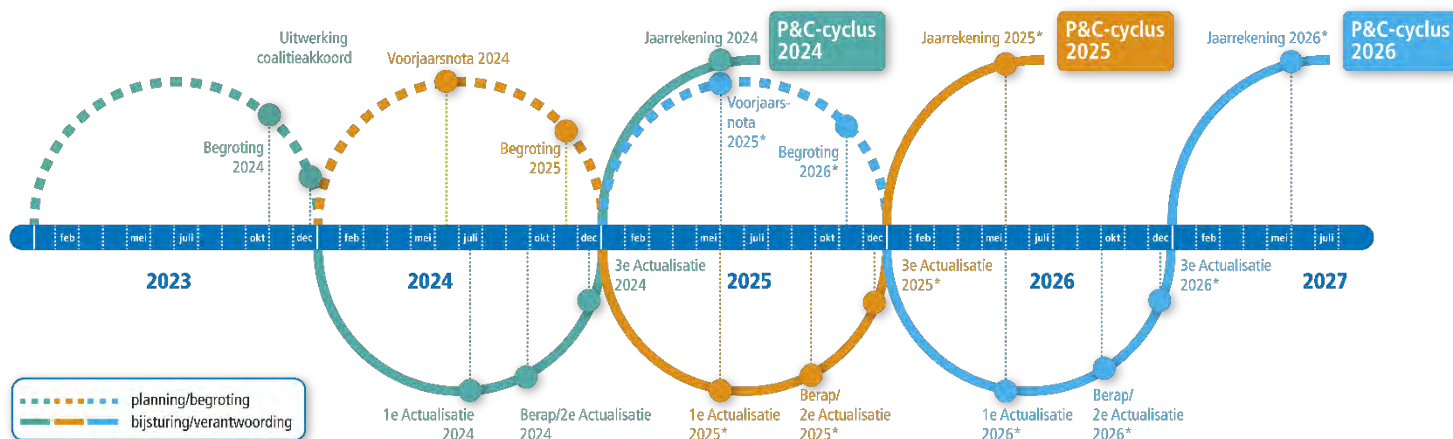 Uitwerking
coalitieakkoord
Begroting
2024
Voorjaarsnota 2024
Begroting
2025
Jaarrekening 2024
P&C-cyclus
2024
Voorjaars-
nota
2025*
Begroting
2026*
Jaarrekening 2025*
P&C-cyclus
2025
Jaarrekening 2026*
P&C-cyclus
2026
feb mei juli okt dec feb mei juli okt dec feb mei juli okt dec feb mei juli okt dec feb mei juli
2023
2024
2025
2026
2027
3e Actualisatie
2024
3e Actualisatie
2025*
3e Actualisatie
2026*
1e Actualisatie
2024
Berap/2e Actualisatie
2024
1e Actualisatie
2025*
Berap/
2e Actualisatie
2025*
1e Actualisatie
2026*
Berap/
2e Actualisatie
2026*
planning/begroting
bijsturing/verantwoording